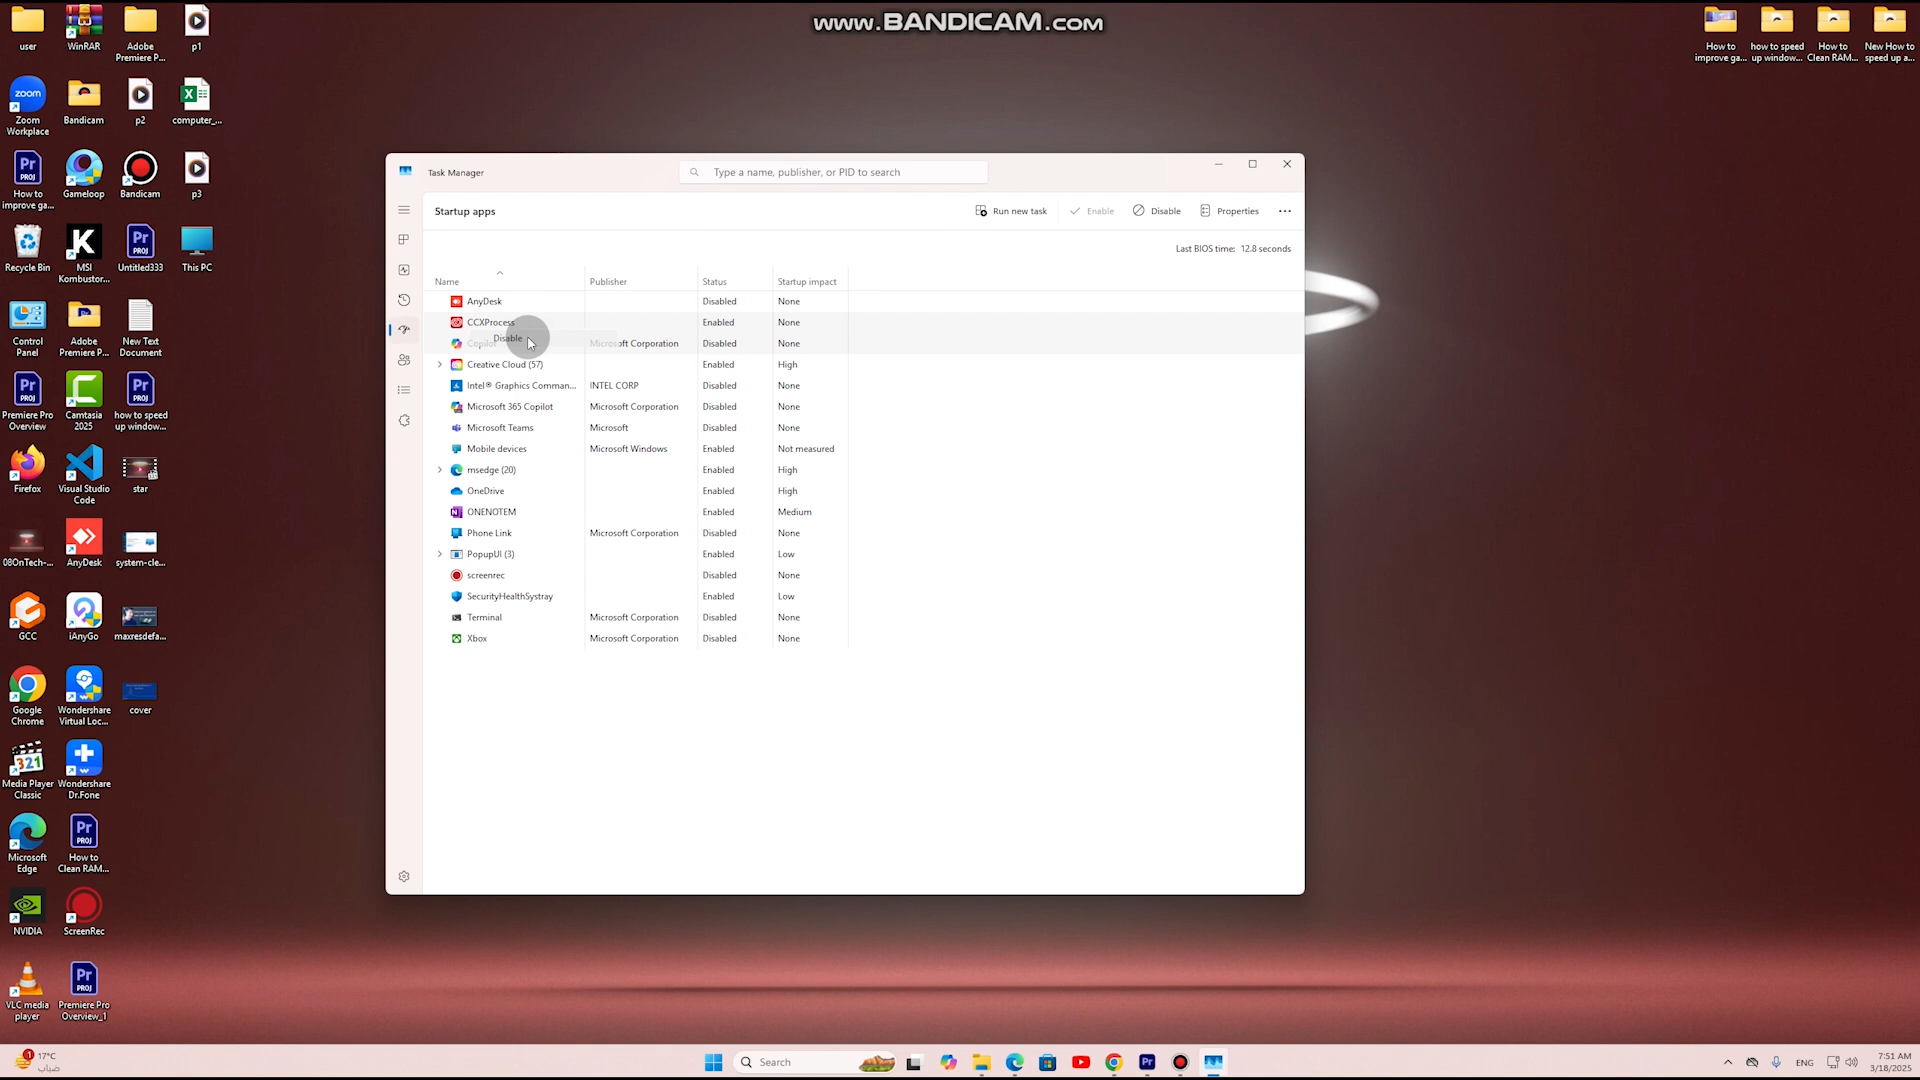 www.BANDICAM.com
user
WinRAR
Adobe
Premiere P...
p1
Zoom
Workplace
Bandicam
p2
computer_...
How to
improve ga...
Gameloop
Bandicam
p3
Recycle Bin
MSI
Kombustor...
Untitled333
This PC
Control
Panel
Adobe
Premiere P...
New Text
Document
Premiere Pro
Overview
Camtasia
2025
how to speed
up window...
Firefox
Visual Studio
Code
star
08OnTech-...
AnyDesk
system-cle...
GCC
iAnyGo
maxresdefa...
Google
Chrome
Wondershare
Virtual Loc...
cover
Media Player
Classic
Wondershare
Dr.Fone
Microsoft
Edge
How to
Clean RAM...
NVIDIA
ScreenRec
VLC media
player
Premiere Pro
Overview_1
How to
improve ga...
how to speed
up window...
How to
Clean RAM...
New How to
speed up a...
Task Manager
Type a name, publisher, or PID to search
Startup apps
Run new task
Enable
Disable
Properties
Last BIOS time: 12.8 seconds
Name Publisher Status Startup impact
AnyDesk Disabled None
CCXProcess Enabled None
Disable
Copilot Microsoft Corporation Disabled None
Creative Cloud (57) Enabled High
Intel® Graphics Comman... INTEL CORP Disabled None
Microsoft 365 Copilot Microsoft Corporation Disabled None
Microsoft Teams Microsoft Disabled None
Mobile devices Microsoft Windows Enabled Not measured
msedge (20) Enabled High
OneDrive Enabled High
ONENOTEM Enabled Medium
Phone Link Microsoft Corporation Disabled None
PopupUI (3) Enabled Low
screenrec Disabled None
SecurityHealthSystray Enabled Low
Terminal Microsoft Corporation Disabled None
Xbox Microsoft Corporation Disabled None
1
17°C
ضباب
Search
ENG
7:51 AM
3/18/2025